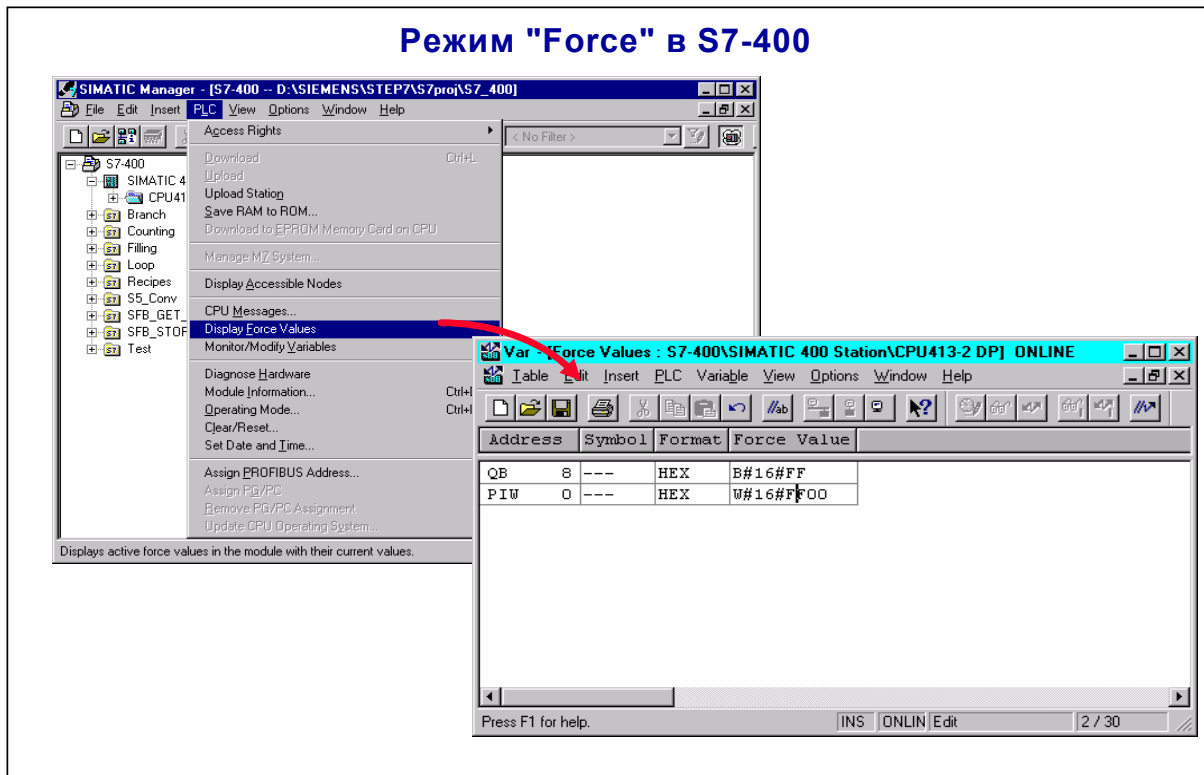 Режим "Force" в S7-400
SIMATIC Manager - [S7-400 -- D:\SIEMENS\STEP7\S7proj\S7_400]
File Edit Insert PLC View Options Window Help
Access Rights
< No Filter >
Download Ctrl+L
Upload
Upload Station
Save RAM to ROM...
Download to EPROM Memory Card on CPU
Manage M7 System...
Display Accessible Nodes
CPU Messages...
Display Force Values
Monitor/Modify Variables
Diagnose Hardware
Module Information... Ctrl+I
Operating Mode... Ctrl+I
Clear/Reset...
Set Date and Time...
Assign PROFIBUS Address...
Assign PG/PC
Remove PG/PC Assignment
Update CPU Operating System...
S7-400
SIMATIC 4
CPU41
Branch
Counting
Filling
Loop
Recipes
S5_Conv
SFB_GET_
SFB_STOP
Test
Displays active force values in the module with their current values.
Var - [Force Values : S7-400\SIMATIC 400 Station\CPU413-2 DP] ONLINE
Table Edit Insert PLC Variable View Options Window Help
Address Symbol Format Force Value
QB 8 --- HEX B#16#FF
PIW 0 --- HEX W#16#FF00
Press F1 for help. INS ONLIN Edit 2 / 30